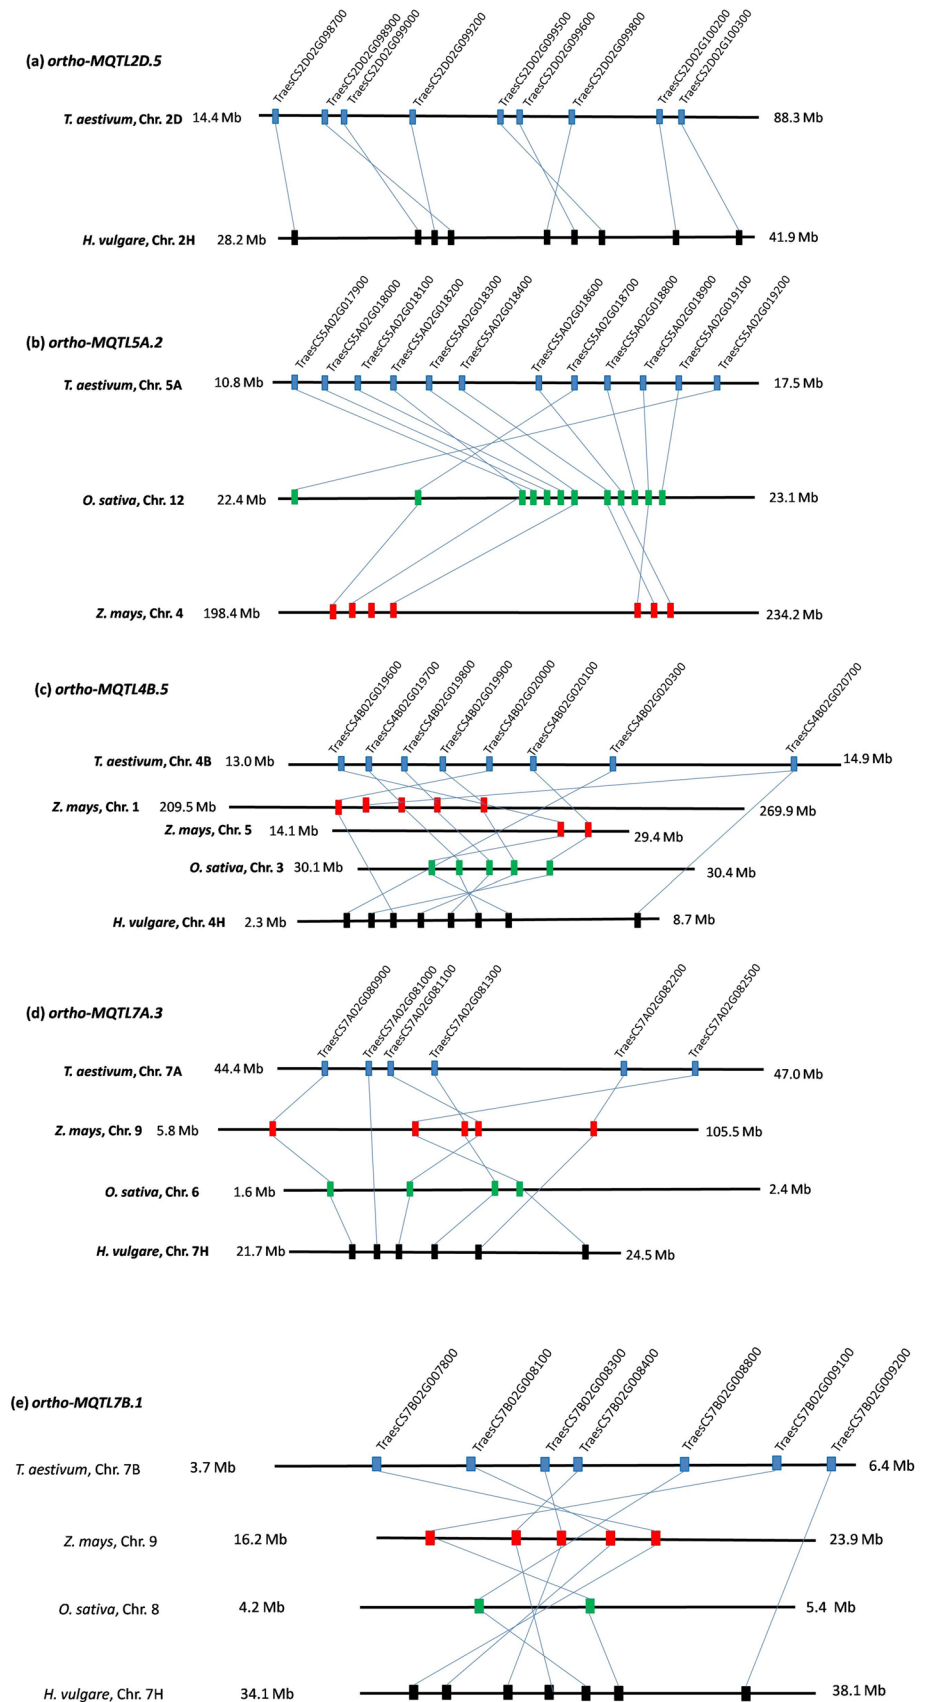 (a) ortho-MQTL2D.5
TraesCS2D02G098700
TraesCS2D02G098900
TraesCS2D02G099000
TraesCS2D02G099200
TraesCS2D02G099500
TraesCS2D02G099600
TraesCS2D02G099800
TraesCS2D02G100200
TraesCS2D02G100300
T. aestivum, Chr. 2D 14.4 Mb 88.3 Mb
H. vulgare, Chr. 2H 28.2 Mb 41.9 Mb
(b) ortho-MQTL5A.2
TraesCS5A02G017900
TraesCS5A02G018000
TraesCS5A02G018100
TraesCS5A02G018200
TraesCS5A02G018300
TraesCS5A02G018400
TraesCS5A02G018600
TraesCS5A02G018700
TraesCS5A02G018800
TraesCS5A02G018900
TraesCS5A02G019100
TraesCS5A02G019200
T. aestivum, Chr. 5A 10.8 Mb 17.5 Mb
O. sativa, Chr. 12 22.4 Mb 23.1 Mb
Z. mays, Chr. 4 198.4 Mb 234.2 Mb
(c) ortho-MQTL4B.5
TraesCS4B02G019600
TraesCS4B02G019700
TraesCS4B02G019800
TraesCS4B02G019900
TraesCS4B02G020000
TraesCS4B02G020100
TraesCS4B02G020300
TraesCS4B02G020700
T. aestivum, Chr. 4B 13.0 Mb 14.9 Mb
Z. mays, Chr. 1 209.5 Mb 269.9 Mb
Z. mays, Chr. 5 14.1 Mb 29.4 Mb
O. sativa, Chr. 3 30.1 Mb 30.4 Mb
H. vulgare, Chr. 4H 2.3 Mb 8.7 Mb
(d) ortho-MQTL7A.3
TraesCS7A02G080900
TraesCS7A02G081000
TraesCS7A02G081100
TraesCS7A02G081300
TraesCS7A02G082200
TraesCS7A02G082500
T. aestivum, Chr. 7A 44.4 Mb 47.0 Mb
Z. mays, Chr. 9 5.8 Mb 105.5 Mb
O. sativa, Chr. 6 1.6 Mb 2.4 Mb
H. vulgare, Chr. 7H 21.7 Mb 24.5 Mb
(e) ortho-MQTL7B.1
TraesCS7B02G007800
TraesCS7B02G008100
TraesCS7B02G008300
TraesCS7B02G008400
TraesCS7B02G008800
TraesCS7B02G009100
TraesCS7B02G009200
T. aestivum, Chr. 7B 3.7 Mb 6.4 Mb
Z. mays, Chr. 9 16.2 Mb 23.9 Mb
O. sativa, Chr. 8 4.2 Mb 5.4 Mb
H. vulgare, Chr. 7H 34.1 Mb 38.1 Mb